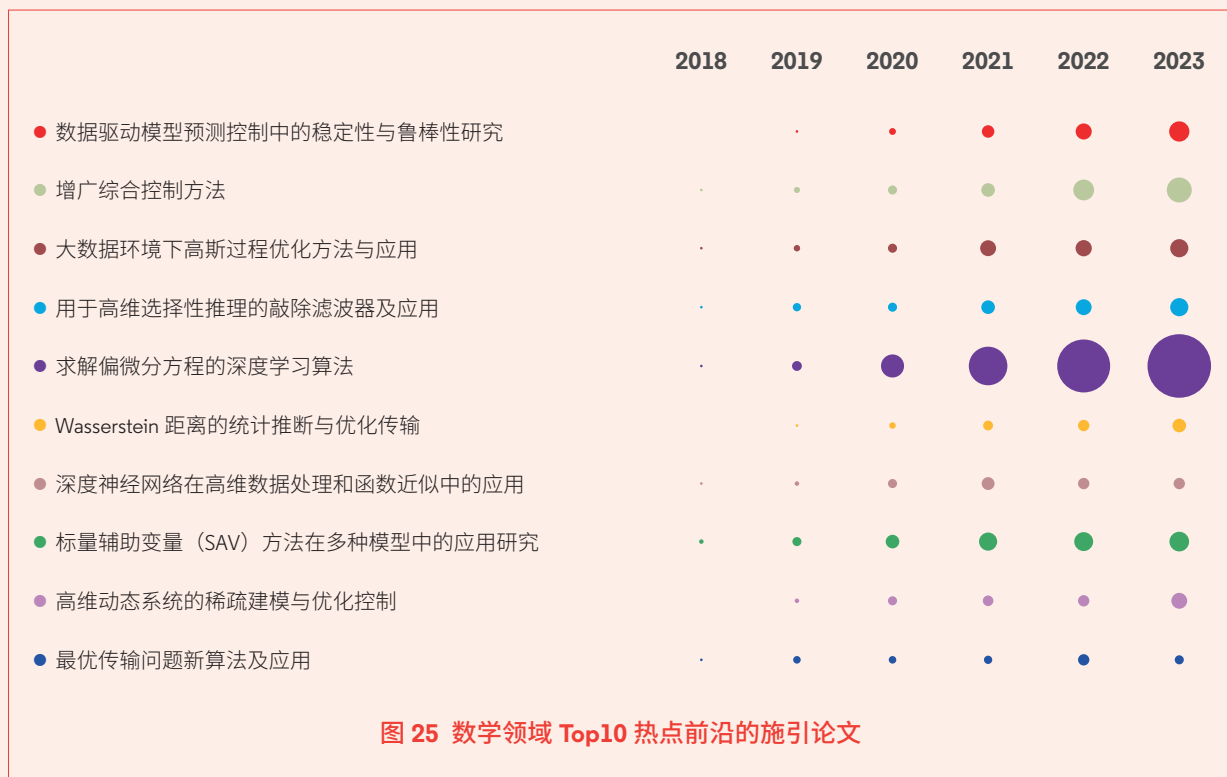 2018 2019 2020 2021 2022 2023
数据驱动模型预测控制中的稳定性与鲁棒性研究
增广综合控制方法
大数据环境下高斯过程优化方法与应用
用于高维选择性推理的敲除滤波器及应用
求解偏微分方程的深度学习算法
Wasserstein 距离的统计推断与优化传输
深度神经网络在高维数据处理和函数近似中的应用
标量辅助变量（SAV）方法在多种模型中的应用研究
高维动态系统的稀疏建模与优化控制
最优传输问题新算法及应用
图 25 数学领域 Top10 热点前沿的施引论文